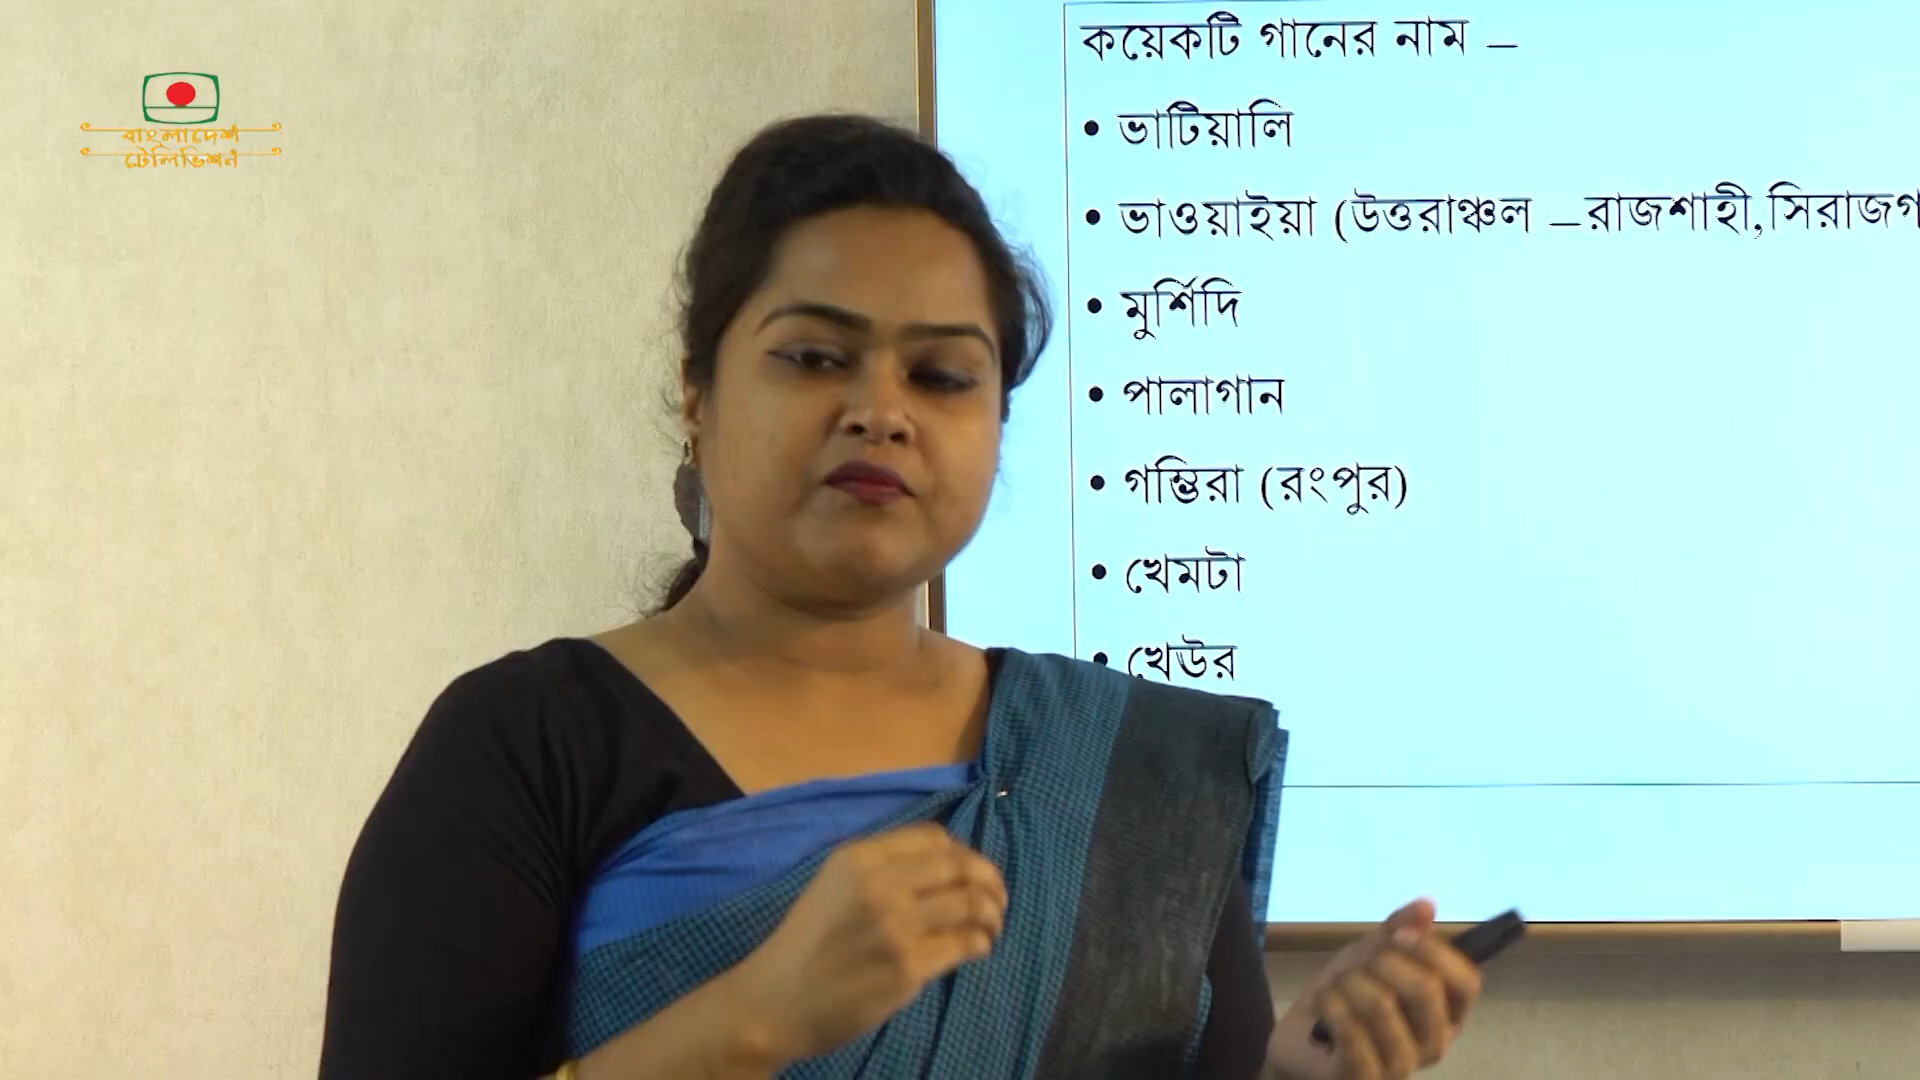 বাংলাদেশ
টেলিভিশন
কয়েকটি গানের নাম –
• ভাটিয়ালি
• ভাওয়াইয়া (উত্তরাঞ্চল –রাজশাহী,সিরাজগ
• মুর্শিদি
• পালাগান
• গম্ভিরা (রংপুর)
• খেমটা
• খেউর